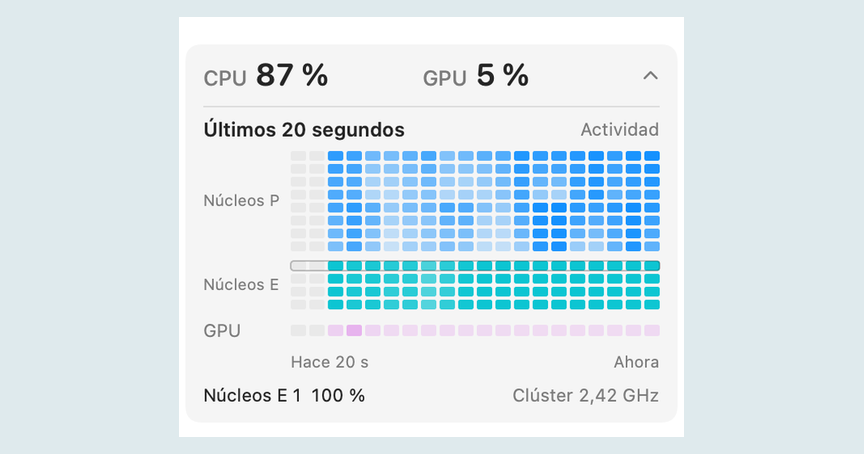 CPU 87 % GPU 5 %
Últimos 20 segundos Actividad
Núcleos P
Núcleos E
GPU
Hace 20 s Ahora
Núcleos E 1 100 % Clúster 2,42 GHz